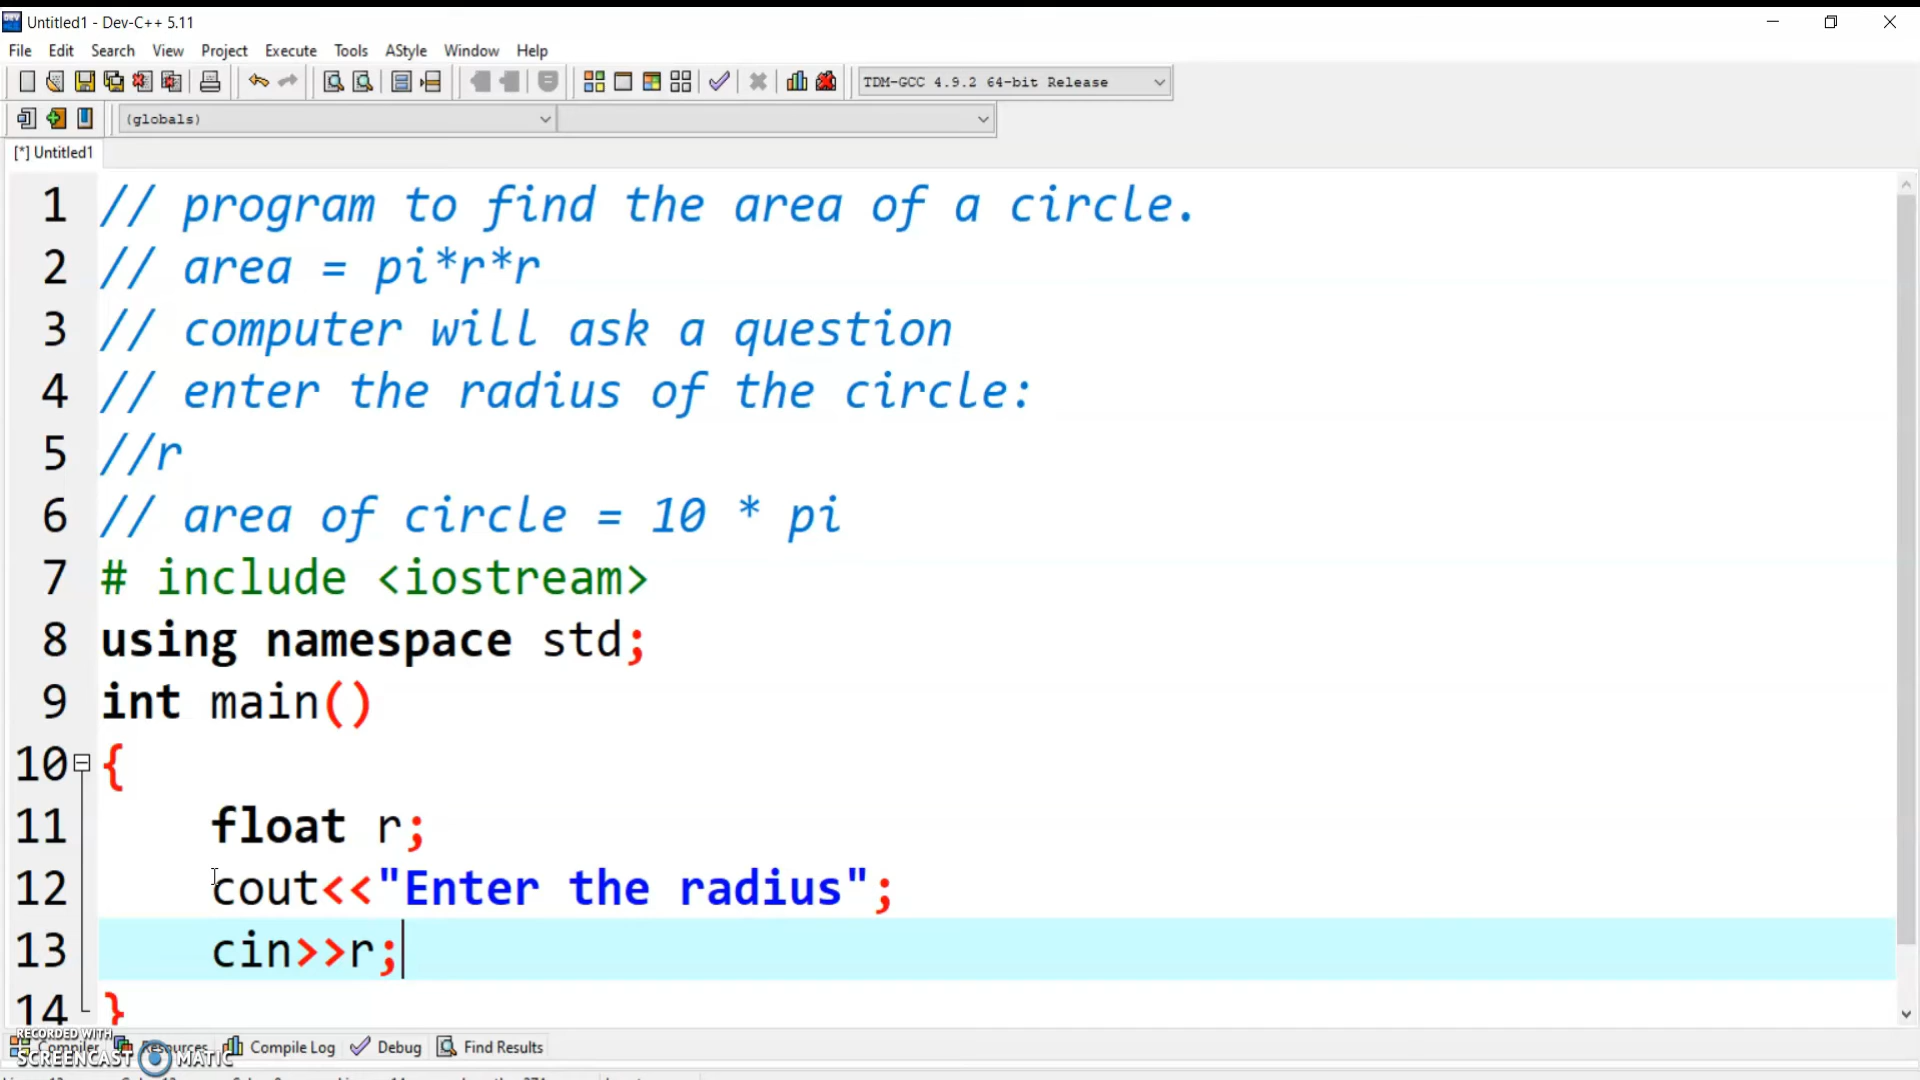 Untitled1 - Dev-C++ 5.11
File Edit Search View Project Execute Tools AStyle Window Help
TDM-GCC 4.9.2 64-bit Release
(globals)
[*] Untitled1
1 // program to find the area of a circle.
2 // area = pi*r*r
3 // computer will ask a question
4 // enter the radius of the circle:
5 //r
6 // area of circle = 10 * pi
7 # include <iostream>
8 using namespace std;
9 int main()
10 {
11 float r;
12 cout<<"Enter the radius";
13 cin>>r;
14 }
Compiler Resources Compile Log Debug Find Results
RECORDED WITH
SCREENCAST MATIC